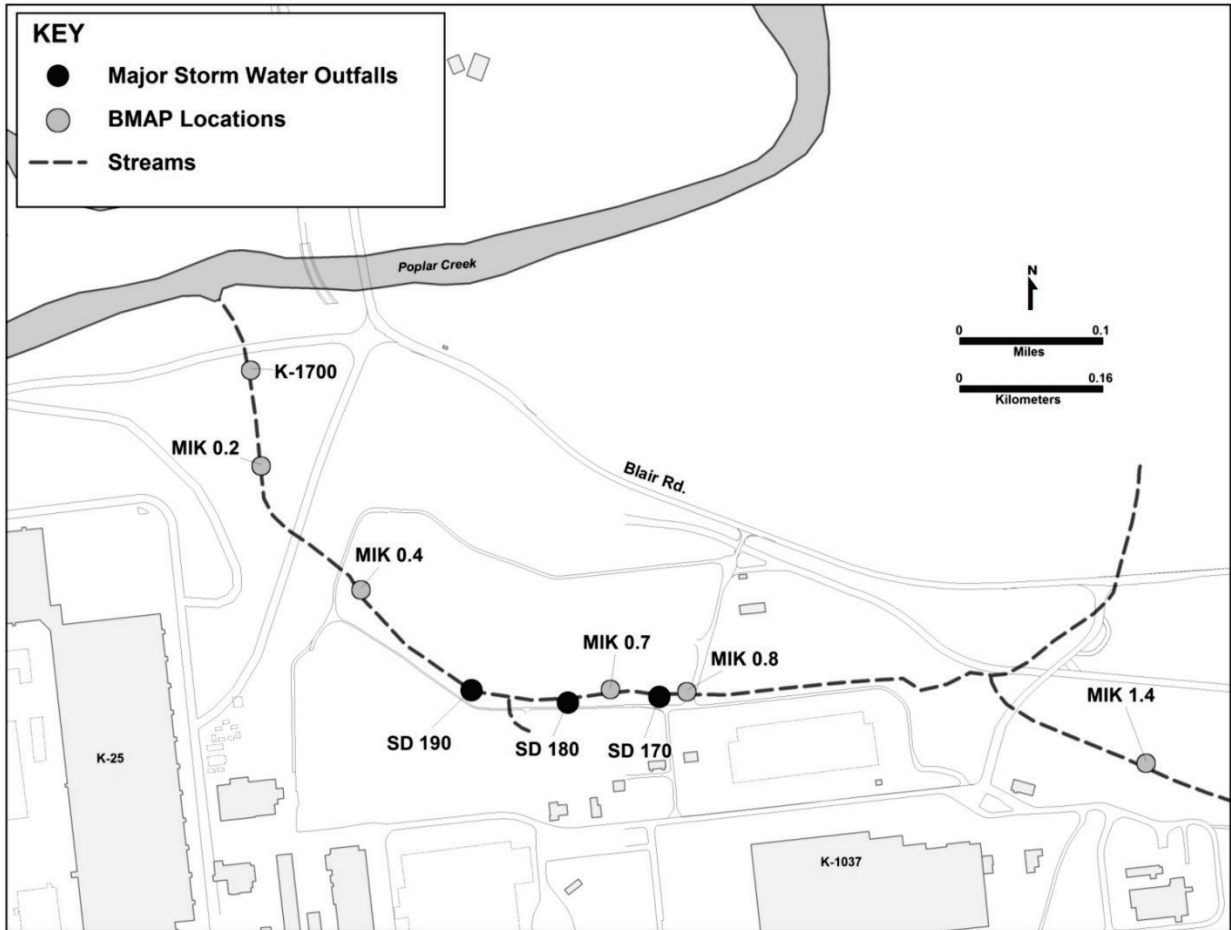 KEY
Major Storm Water Outfalls
BMAP Locations
Streams
Poplar Creek
N
0 0.1
Miles
0 0.16
Kilometers
K-1700
MIK 0.2
Blair Rd.
MIK 0.4
MIK 0.7
MIK 0.8
MIK 1.4
SD 190
SD 180
SD 170
K-25
K-1037